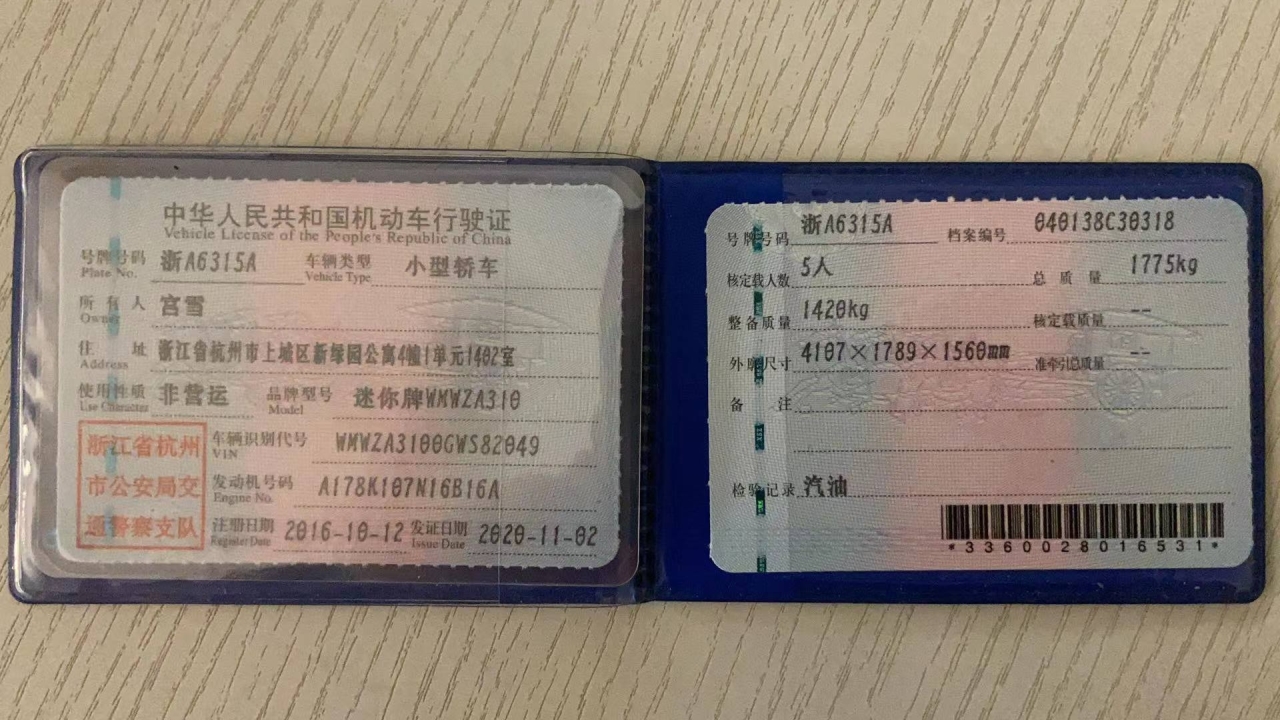 中华人民共和国机动车行驶证
Vehicle License of the People's Republic of China
号牌号码 浙A6315A 车辆类型 小型轿车
Plate No. Vehicle Type
所有人 宫雪
Owner
住址 浙江省杭州市上城区新绿园公寓4幢1单元1402室
Address
使用性质 非营运 品牌型号 迷你牌WMWZA310
Use Character Model
浙江省杭州
市公安局交
通警察支队
车辆识别代号 WMWZA3100GWS82049
VIN
发动机号码 A178K107N16B16A
Engine No.
注册日期 2016-10-12 发证日期 2020-11-02
Register Date Issue Date
号牌号码 浙A6315A 档案编号 040138C30318
核定载人数 5人 总质量 1775kg
整备质量 1420kg 核定载质量 --
外廓尺寸 4107×1789×1560mm 准牵引总质量 --
备注
检验记录 汽油
*3360028016531*